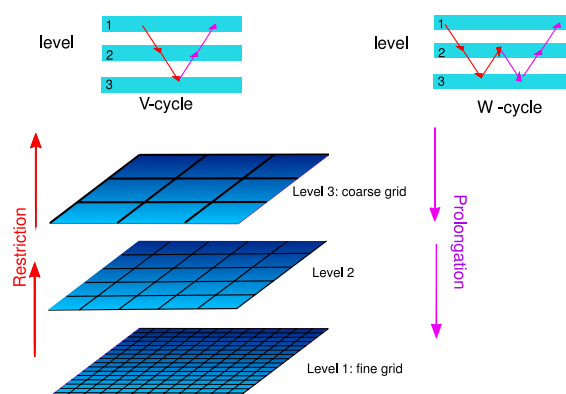 level
1
2
3
V-cycle
level
1
2
3
W -cycle
Restriction
Level 3: coarse grid
Level 2
Level 1: fine grid
Prolongation